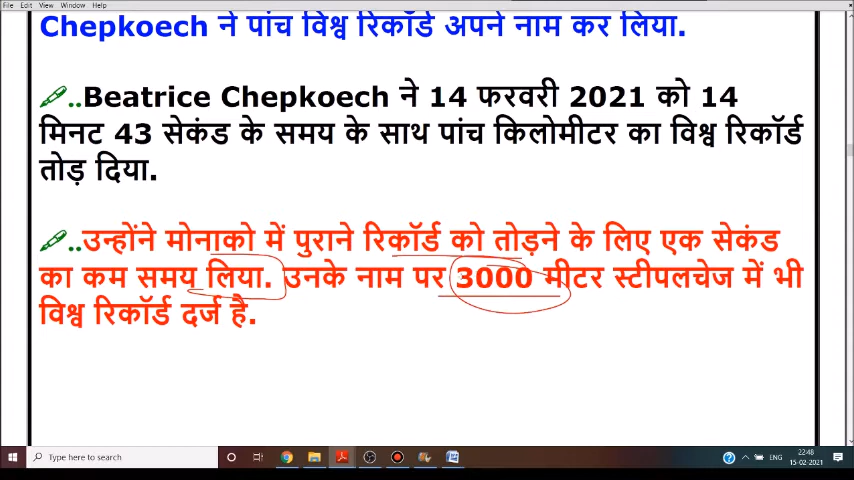 File Edit View Window Help
Chepkoech ने पांच विश्व रिकॉर्ड अपने नाम कर लिया.
..Beatrice Chepkoech ने 14 फरवरी 2021 को 14
मिनट 43 सेकंड के समय के साथ पांच किलोमीटर का विश्व रिकॉर्ड
तोड़ दिया.
..उन्होंने मोनाको में पुराने रिकॉर्ड को तोड़ने के लिए एक सेकंड
का कम समय लिया. उनके नाम पर 3000 मीटर स्टीपलचेज में भी
विश्व रिकॉर्ड दर्ज है.
Type here to search
22:48
15-02-2021